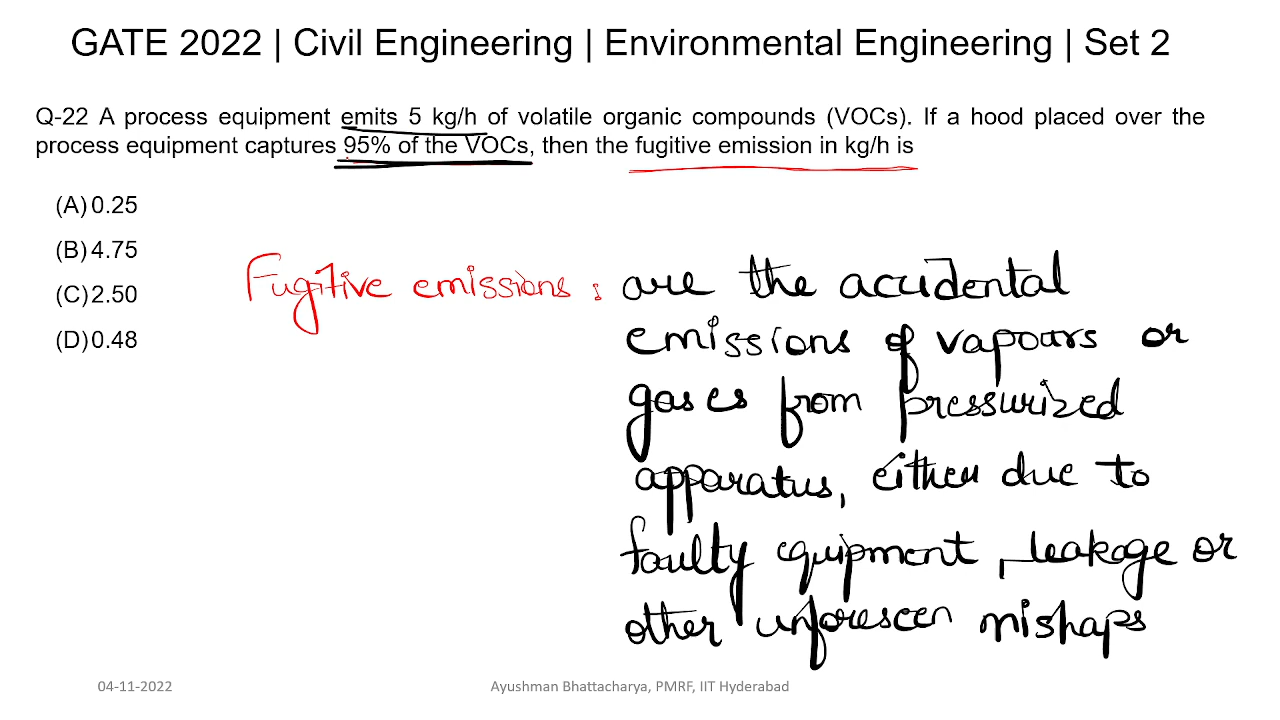 GATE 2022 | Civil Engineering | Environmental Engineering | Set 2
Q-22 A process equipment emits 5 kg/h of volatile organic compounds (VOCs). If a hood placed over the
process equipment captures 95% of the VOCs, then the fugitive emission in kg/h is
(A) 0.25
(B) 4.75
(C) 2.50
(D) 0.48
Fugitive emissions : are the accidental
emissions of vapours or
gases from pressurized
apparatus, either due to
faulty equipment, leakage or
other unforeseen mishaps
04-11-2022
Ayushman Bhattacharya, PMRF, IIT Hyderabad